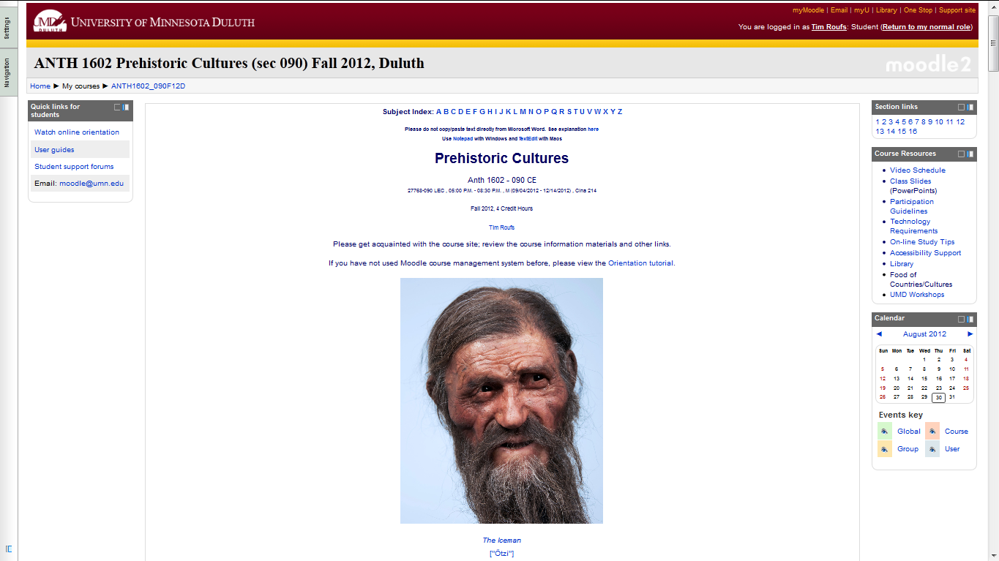 Settings
Navigation
UMD
DULUTH
UNIVERSITY OF MINNESOTA DULUTH
myMoodle | Email | myU | Library | One Stop | Support site
You are logged in as Tim Roufs: Student (Return to my normal role)
ANTH 1602 Prehistoric Cultures (sec 090) Fall 2012, Duluth
moodle2
Home ► My courses ► ANTH1602_090F12D
Quick links for
students
Watch online orientation
User guides
Student support forums
Email: moodle@umn.edu
Subject Index: A B C D E F G H I J K L M N O P Q R S T U V W X Y Z
Please do not copy/paste text directly from Microsoft Word. See explanation here
Use Notepad with Windows and TextEdit with Macs
Prehistoric Cultures
Anth 1602 - 090 CE
27768-090 LEC , 05:00 P.M. - 08:30 P.M. , M (09/04/2012 - 12/14/2012) , Cina 214
Fall 2012, 4 Credit Hours
Tim Roufs
Please get acquainted with the course site; review the course information materials and other links.
If you have not used Moodle course management system before, please view the Orientation tutorial.
The Iceman
["Ötzi"]
Section links
1 2 3 4 5 6 7 8 9 10 11 12
13 14 15 16
Course Resources
Video Schedule
Class Slides
(PowerPoints)
Participation
Guidelines
Technology
Requirements
On-line Study Tips
Accessibility Support
Library
Food of
Countries/Cultures
UMD Workshops
Calendar
◄ August 2012 ►
Sun Mon Tue Wed Thu Fri Sat
1 2 3 4
5 6 7 8 9 10 11
12 13 14 15 16 17 18
19 20 21 22 23 24 25
26 27 28 29 30 31
Events key
Global Course
Group User